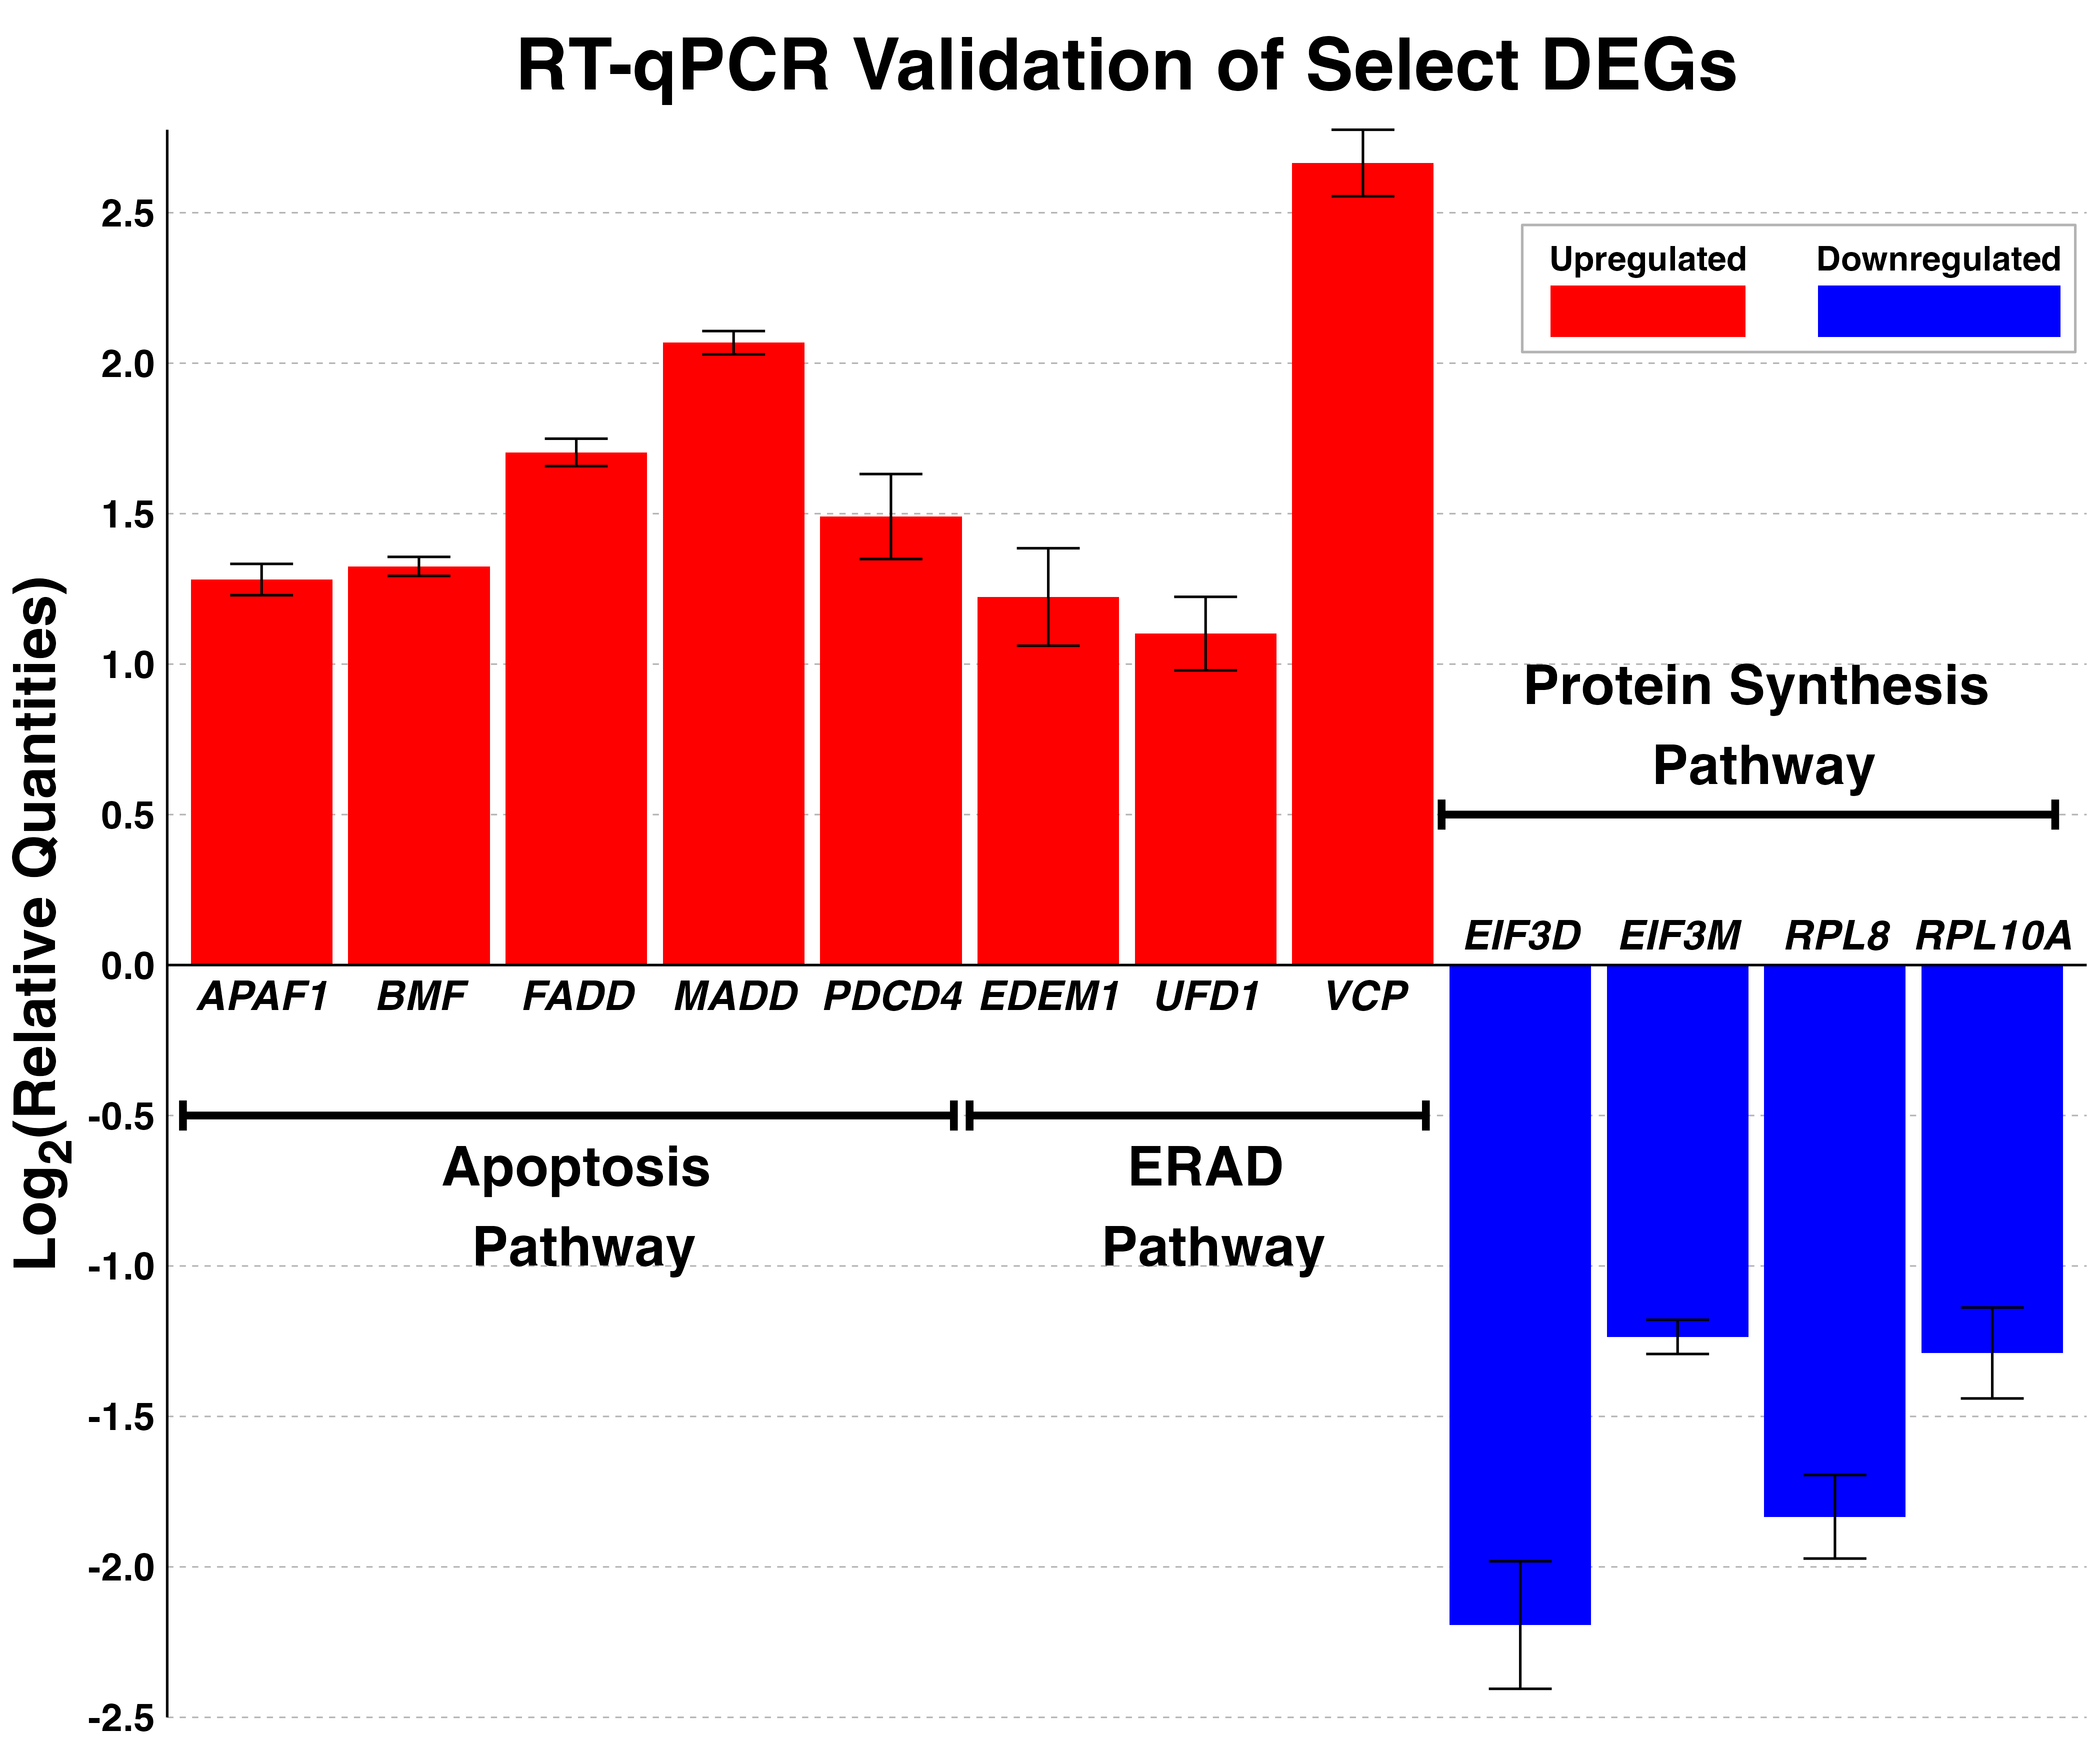 RT-qPCR Validation of Select DEGs
Log2(Relative Quantities)
2.5
2.0
1.5
1.0
0.5
0.0
-0.5
-1.0
-1.5
-2.0
-2.5
Upregulated Downregulated
Protein Synthesis
Pathway
EIF3D EIF3M RPL8 RPL10A
APAF1 BMF FADD MADD PDCD4 EDEM1 UFD1 VCP
Apoptosis
Pathway
ERAD
Pathway